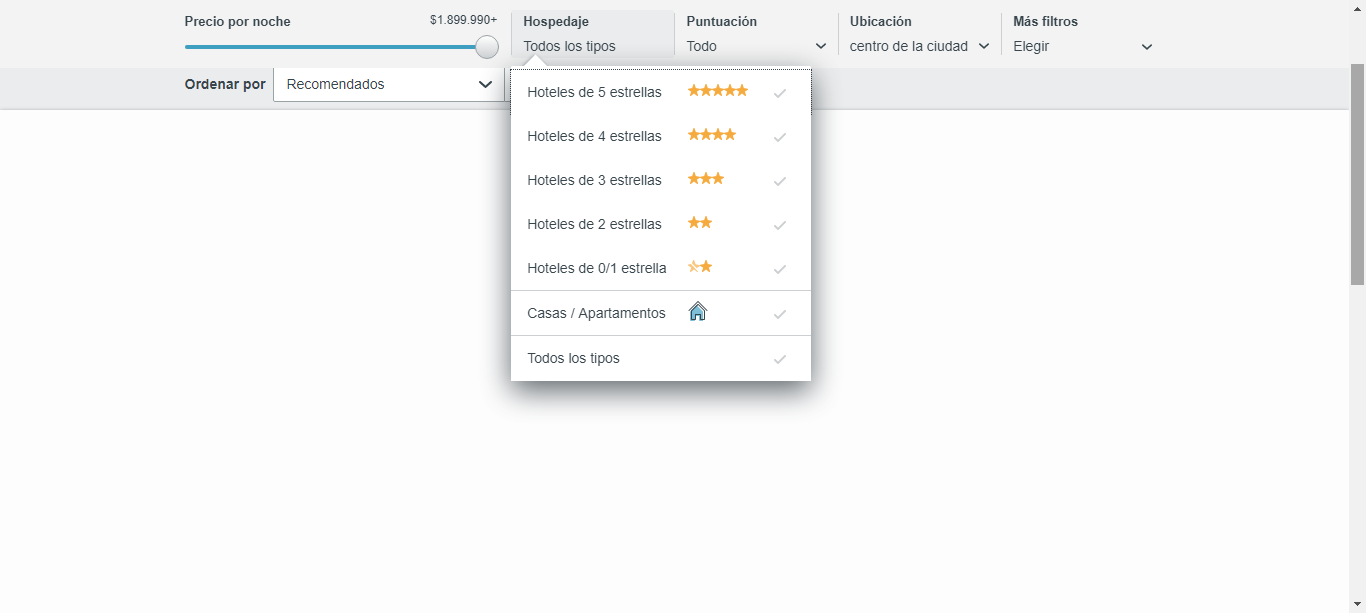 Precio por noche
$1.899.990+
Hospedaje
Todos los tipos
Puntuación
Todo
Ubicación
centro de la ciudad
Más filtros
Elegir
Ordenar por
Recomendados
Hoteles de 5 estrellas
Hoteles de 4 estrellas
Hoteles de 3 estrellas
Hoteles de 2 estrellas
Hoteles de 0/1 estrella
Casas / Apartamentos
Todos los tipos